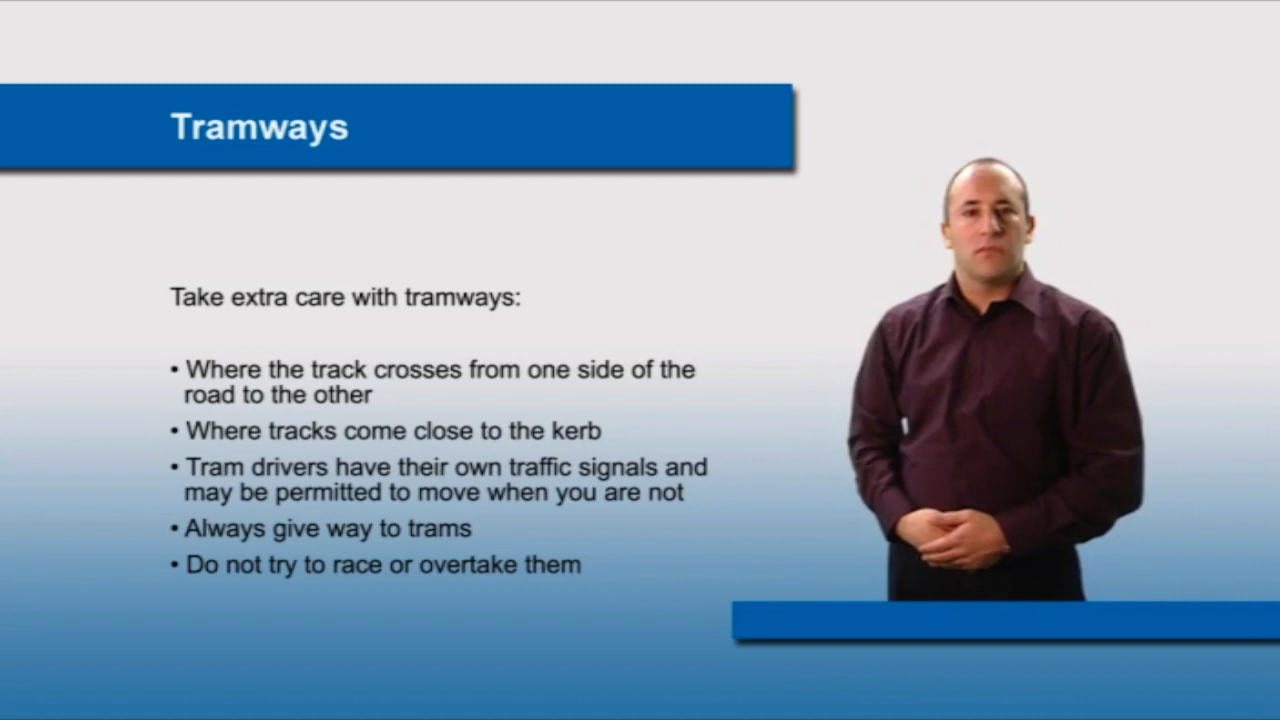 Tramways
Take extra care with tramways:
• Where the track crosses from one side of the
road to the other
• Where tracks come close to the kerb
• Tram drivers have their own traffic signals and
may be permitted to move when you are not
• Always give way to trams
• Do not try to race or overtake them